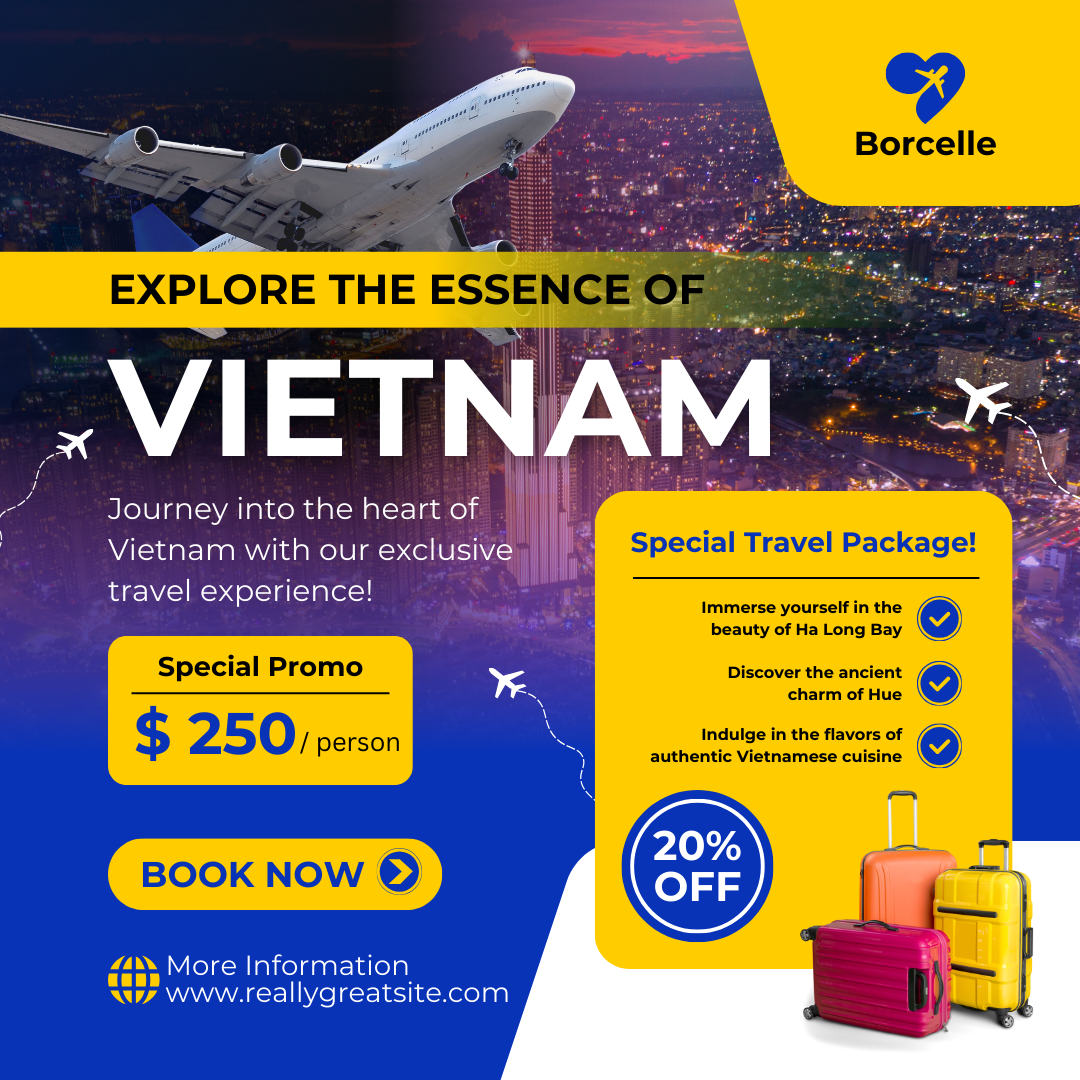 Borcelle
EXPLORE THE ESSENCE OF
VIETNAM
Journey into the heart of
Vietnam with our exclusive
travel experience!
Special Promo
$ 250 / person
BOOK NOW
More Information
www.reallygreatsite.com
Special Travel Package!
Immerse yourself in the
beauty of Ha Long Bay
Discover the ancient
charm of Hue
Indulge in the flavors of
authentic Vietnamese cuisine
20%
OFF